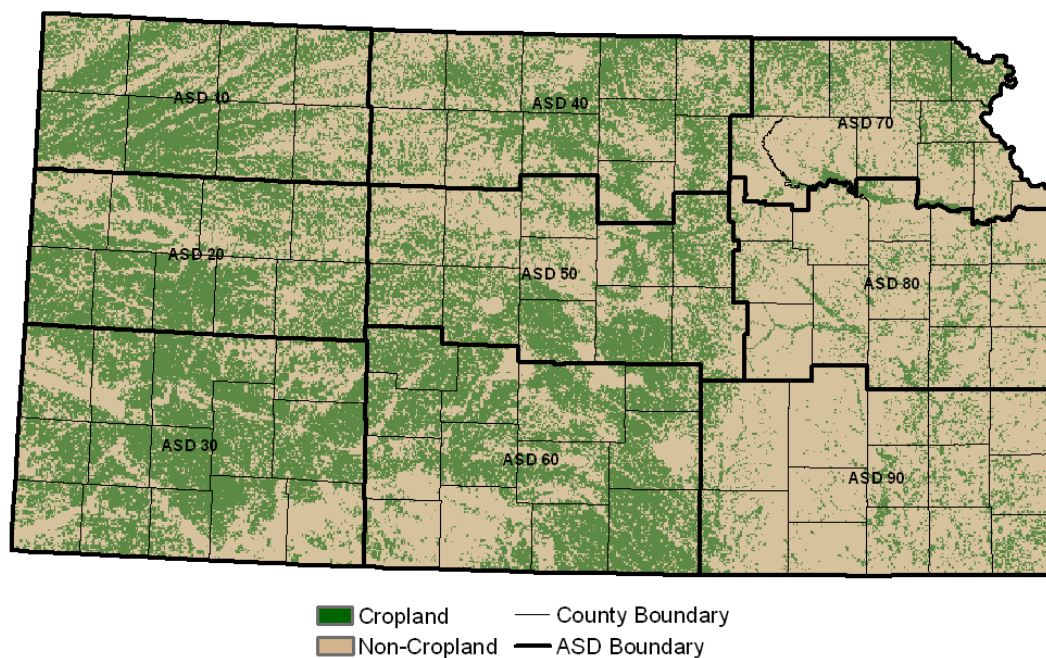 ASD 10
ASD 40
ASD 70
ASD 20
ASD 50
ASD 80
ASD 30
ASD 60
ASD 90
Cropland
County Boundary
Non-Cropland
ASD Boundary